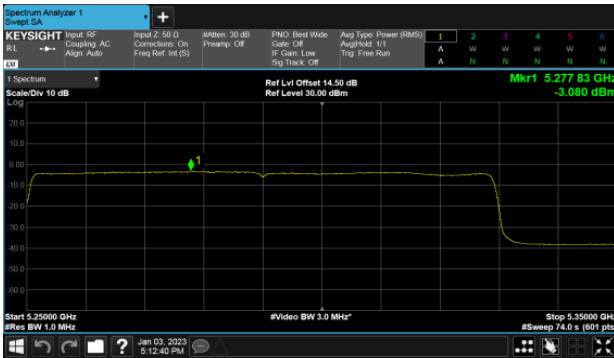 Spectrum Analyzer 1
Swept SA
KEYSIGHT Input: RF Input Z: 50 Ω #Atten: 30 dB PNO: Best Wide Avg Type: Power (RMS) 1 2 3 4 5 6
RL Coupling: AC Corrections: On Preamp: Off Gate: Off Avg|Hold: 1/1 A W W W W W
Align: Auto Freq Ref: Int (S) IF Gain: Low Trig: Free Run
Sig Track: Off A N N N N N
LXI
1 Spectrum Ref Lvl Offset 14.50 dB Mkr1 5.277 83 GHz
Scale/Div 10 dB Ref Level 30.00 dBm -3.080 dBm
Log
20.0
10.0
0.00
1
-10.0
-20.0
-30.0
-40.0
-50.0
-60.0
Start 5.25000 GHz #Video BW 3.0 MHz* Stop 5.35000 GHz
#Res BW 1.0 MHz #Sweep 74.0 s (601 pts)
? Jan 03, 2023
5:12:40 PM